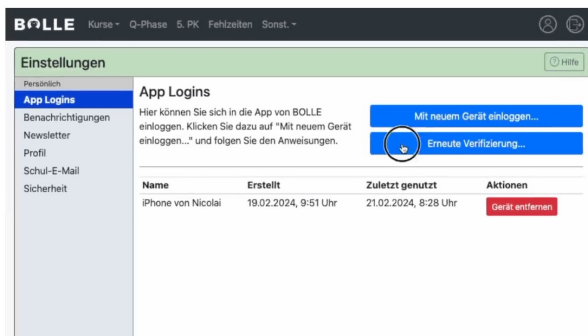 BOLLE Kurse Q-Phase 5. PK Fehlzeiten Sonst.
Einstellungen
Hilfe
Persönlich
App Logins
Benachrichtigungen
Newsletter
Profil
Schul-E-Mail
Sicherheit
App Logins
Hier können Sie sich in die App von BOLLE
einloggen. Klicken Sie dazu auf "Mit neuem Gerät
einloggen..." und folgen Sie den Anweisungen.
Mit neuem Gerät einloggen...
Erneute Verifizierung...
Name Erstellt Zuletzt genutzt Aktionen
iPhone von Nicolai 19.02.2024, 9:51 Uhr 21.02.2024, 8:28 Uhr Gerät entfernen